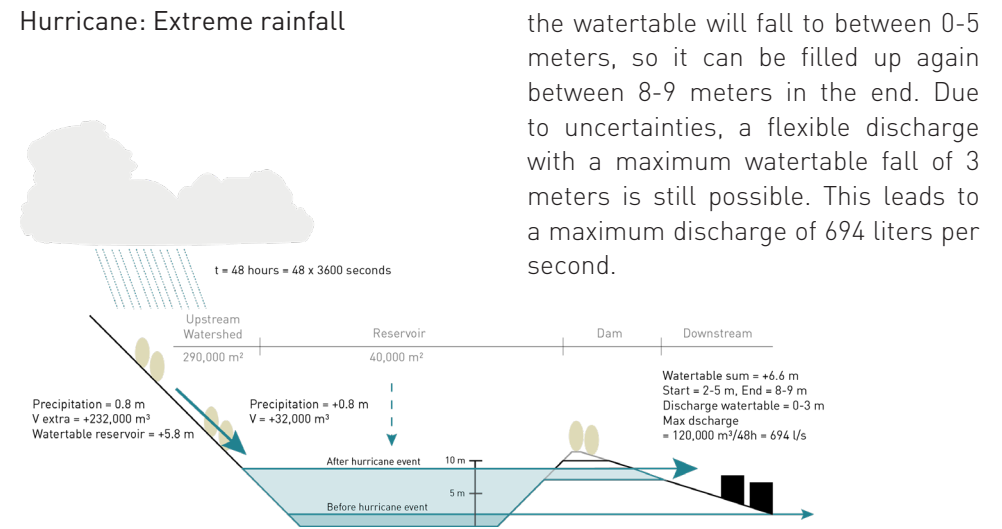 Hurricane: Extreme rainfall
the watertable will fall to between 0-5
meters, so it can be filled up again
between 8-9 meters in the end. Due
to uncertainties, a flexible discharge
with a maximum watertable fall of 3
meters is still possible. This leads to
a maximum discharge of 694 liters per
second.
t = 48 hours = 48 x 3600 seconds
Upstream
Watershed
290,000 m²
Reservoir
40,000 m²
Dam
Downstream
Precipitation = 0.8 m
V extra = +232,000 m³
Watertable reservoir = +5.8 m
Precipitation = +0.8 m
V = +32,000 m³
Watertable sum = +6.6 m
Start = 2-5 m, End = 8-9 m
Discharge watertable = 0-3 m
Max dscharge
= 120,000 m³/48h = 694 l/s
After hurricane event
10 m
5 m
Before hurricane event